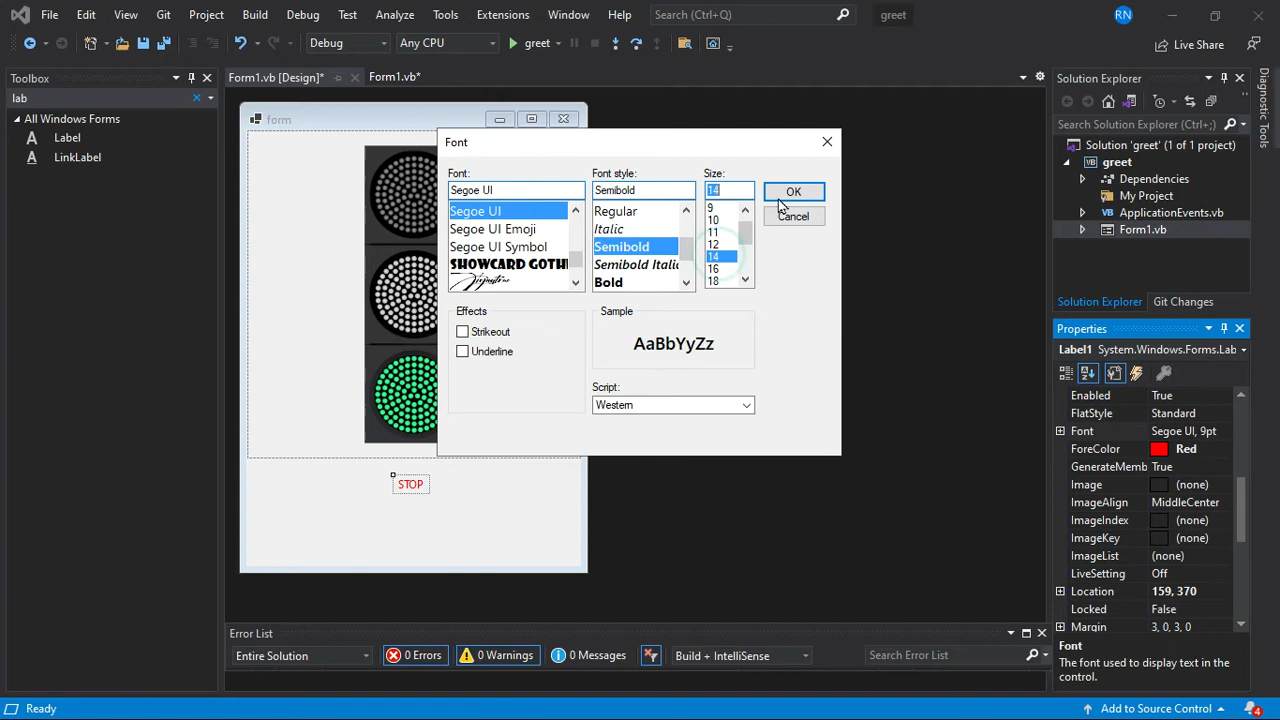 File Edit View Git Project Build Debug Test Analyze Tools Extensions Window Help Search (Ctrl+Q) greet RN
Debug Any CPU greet Live Share
Toolbox
lab
All Windows Forms
A Label
A LinkLabel
Form1.vb [Design]* Form1.vb*
form
STOP
Font
Font: Font style: Size:
Segoe UI Semibold 14
Segoe UI
Segoe UI Emoji
Segoe UI Symbol
SHOWCARD GOTH
Regular
Italic
Semibold
Semibold Italic
Bold
9
10
11
12
14
16
18
OK
Cancel
Effects
Strikeout
Underline
Sample
AaBbYyZz
Script:
Western
Diagnostic Tools
Solution Explorer
Search Solution Explorer (Ctrl+;)
Solution 'greet' (1 of 1 project)
greet
Dependencies
My Project
ApplicationEvents.vb
Form1.vb
Solution Explorer Git Changes
Properties
Label1 System.Windows.Forms.Lab
Enabled True
FlatStyle Standard
Font Segoe UI, 9pt
ForeColor Red
GenerateMemb True
Image (none)
ImageAlign MiddleCenter
ImageIndex (none)
ImageKey (none)
ImageList (none)
LiveSetting Off
Location 159, 370
Locked False
Margin 3, 0, 3, 0
Font
The font used to display text in the
control.
Error List
Entire Solution 0 Errors 0 Warnings 0 Messages Build + IntelliSense Search Error List
Ready Add to Source Control 4